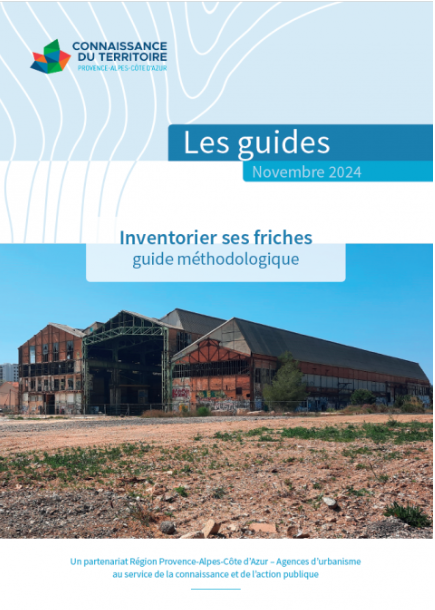 CONNAISSANCE
DU TERRITOIRE
PROVENCE-ALPES-CÔTE D'AZUR
Les guides
Novembre 2024
Inventorier ses friches
guide méthodologique
Un partenariat Région Provence-Alpes-Côte d'Azur – Agences d'urbanisme
au service de la connaissance et de l'action publique